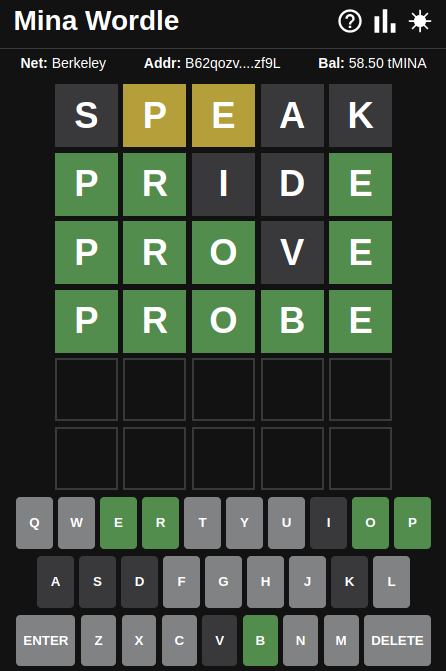 Mina Wordle
Net: Berkeley Addr: B62qozv....zf9L Bal: 58.50 tMINA
S P E A K
P R I D E
P R O V E
P R O B E
Q W E R T Y U I O P
A S D F G H J K L
ENTER Z X C V B N M DELETE